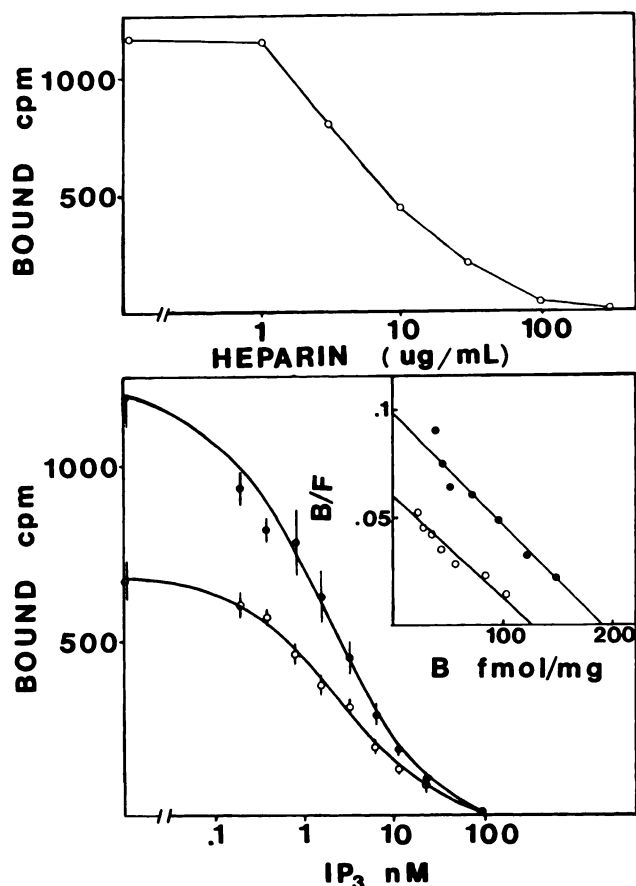 BOUND cpm
1000
500
1 10 100
HEPARIN (ug/mL)
BOUND cpm
1000
500
B/F
.1
.05
100 200
B fmol/mg
.1 1 10 100
IP3 nM